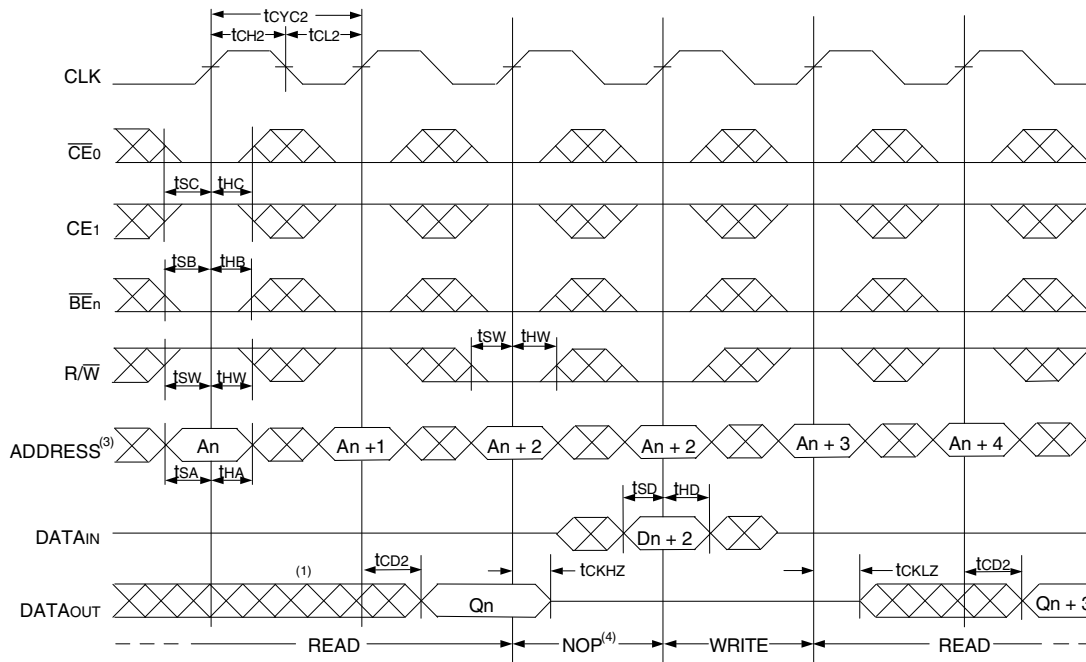 tCYC2
tCH2 tCL2
CLK
CE0
tSC tHC
CE1
tSB tHB
BEn
tSW tHW
R/W
tSW tHW
ADDRESS(3) An An +1 An + 2 An + 2 An + 3 An + 4
tSA tHA
tSD tHD
DATAIN Dn + 2
tCD2 tCKHZ tCKLZ tCD2
(1)
DATAOUT Qn Qn + 3
READ NOP(4) WRITE READ